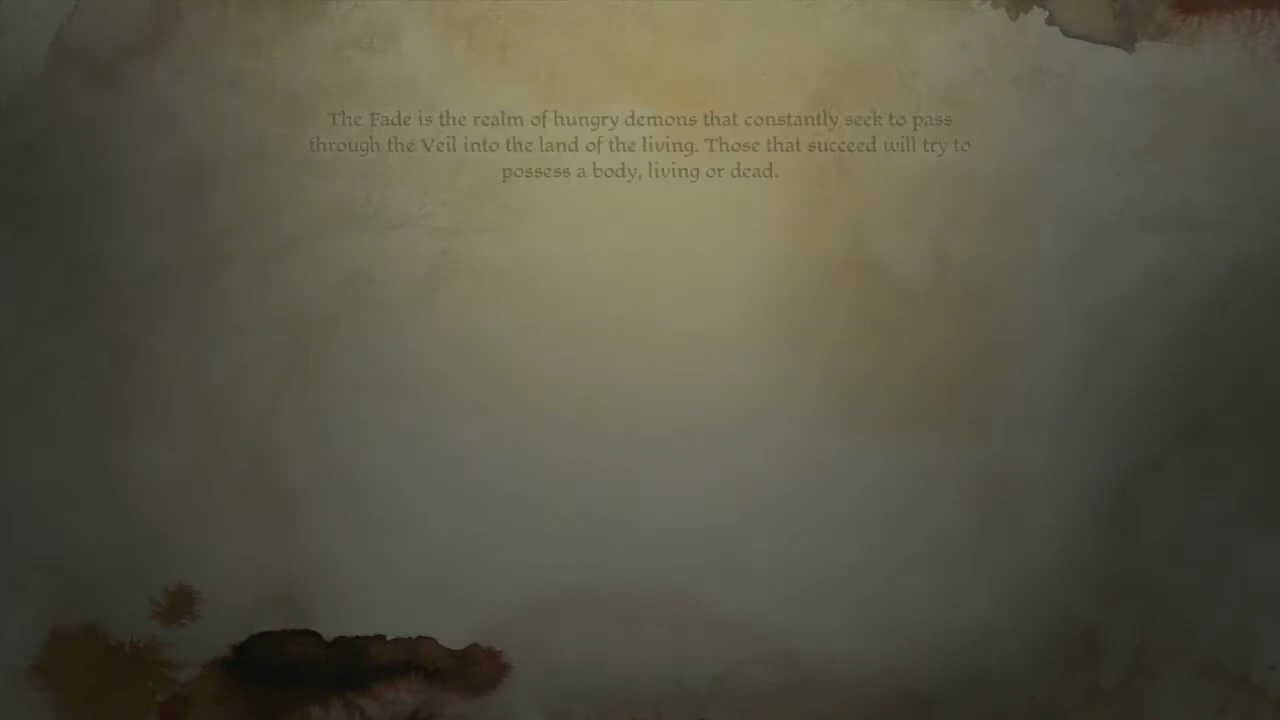 The Fade is the realm of hungry demons that constantly seek to pass
through the Veil into the land of the living. Those that succeed will try to
possess a body, living or dead.